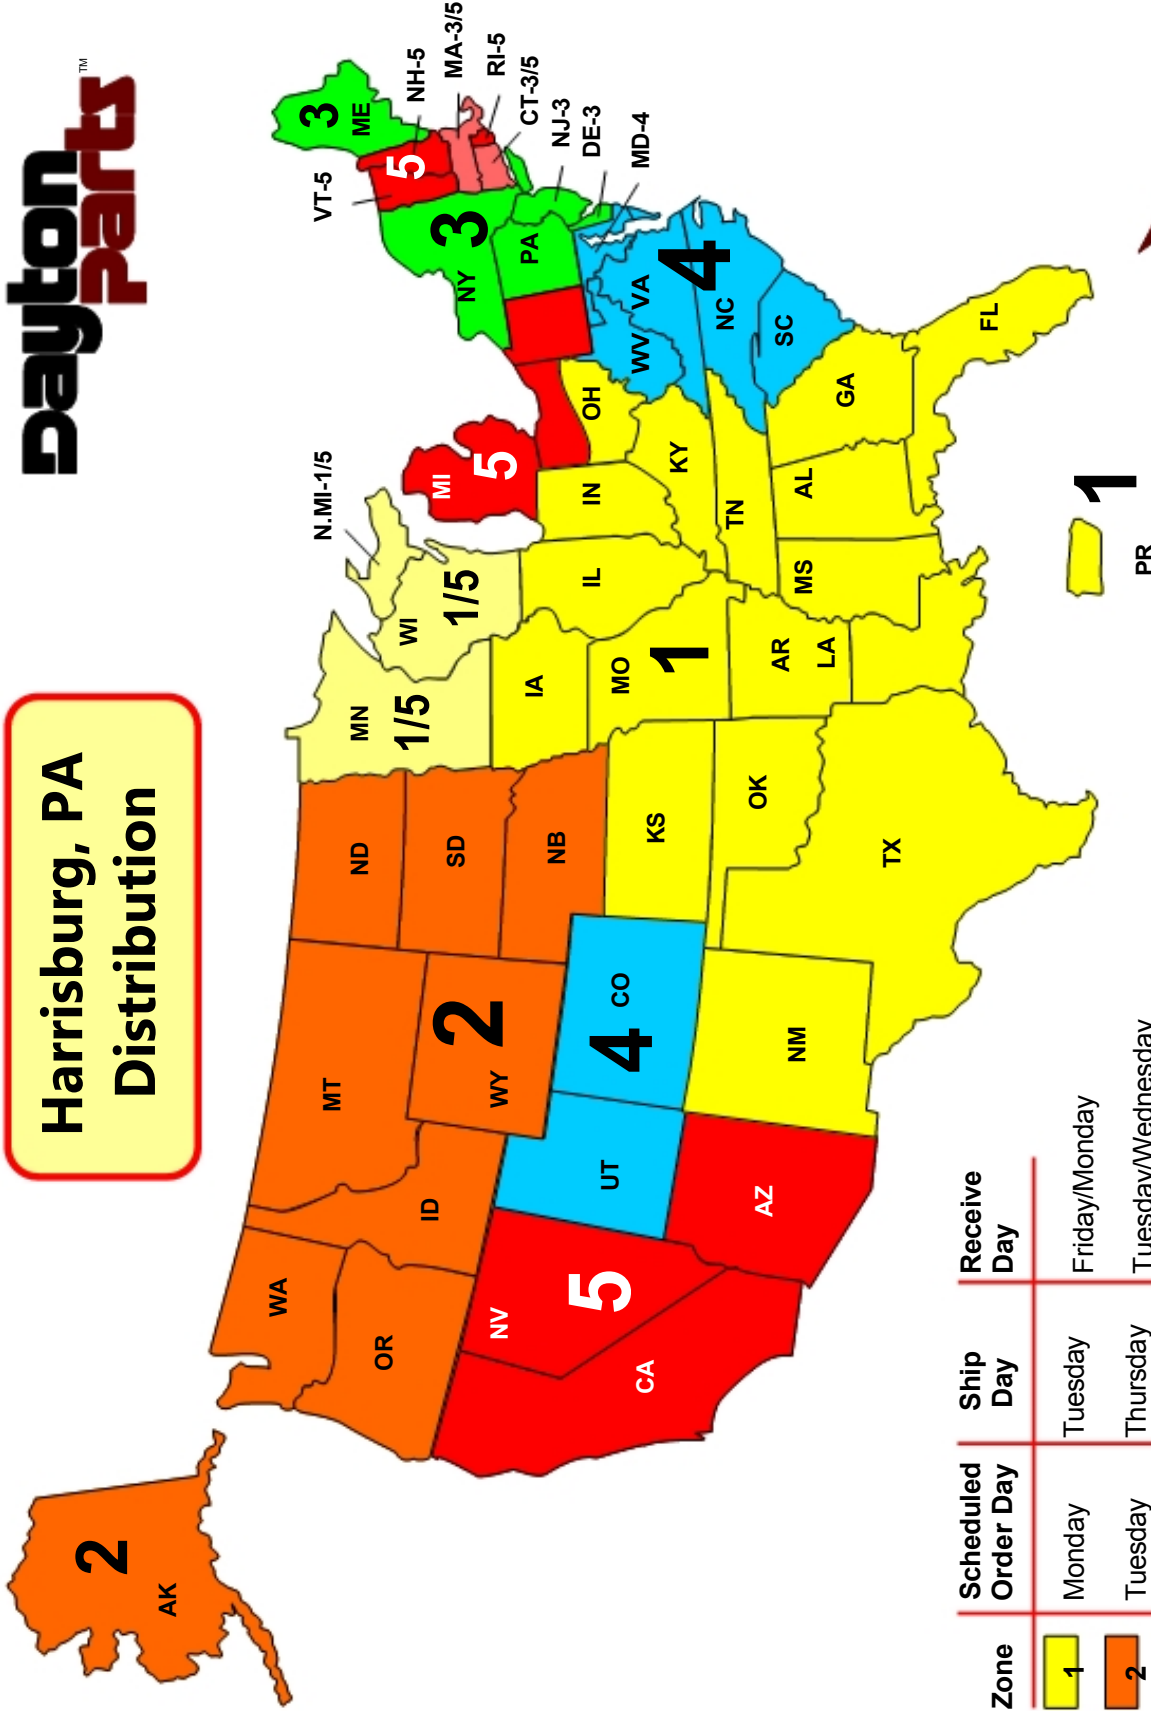 Dayton
parts™
Harrisburg, PA
Distribution
2
AK
WA
OR
ID
MT
2
WY
ND
SD
NB
NV
5
CA
UT
4
CO
AZ
NM
KS
OK
TX
MN
1/5
WI
1/5
N.MI-1/5
MI
5
IA
MO
1
AR
LA
IL
IN
OH
KY
TN
MS
AL
GA
FL
WV
VA
4
NC
SC
PA
NY
3
VT-5
5
3
ME
NH-5
MA-3/5
RI-5
CT-3/5
NJ-3
DE-3
MD-4
1
PR
Zone Scheduled Order Day Ship Day Receive Day
1 Monday Tuesday Friday/Monday
2 Tuesday Thursday Tuesday/Wednesday